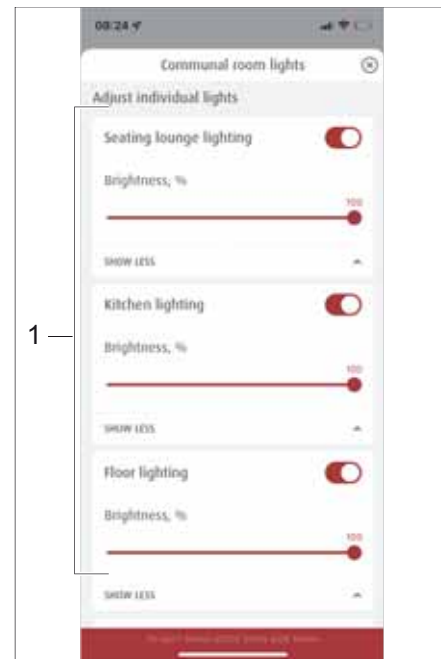 08:24
Communal room lights
Adjust individual lights
Seating lounge lighting
Brightness, %
100
SHOW LESS
1
Kitchen lighting
Brightness, %
100
SHOW LESS
Floor lighting
Brightness, %
100
SHOW LESS